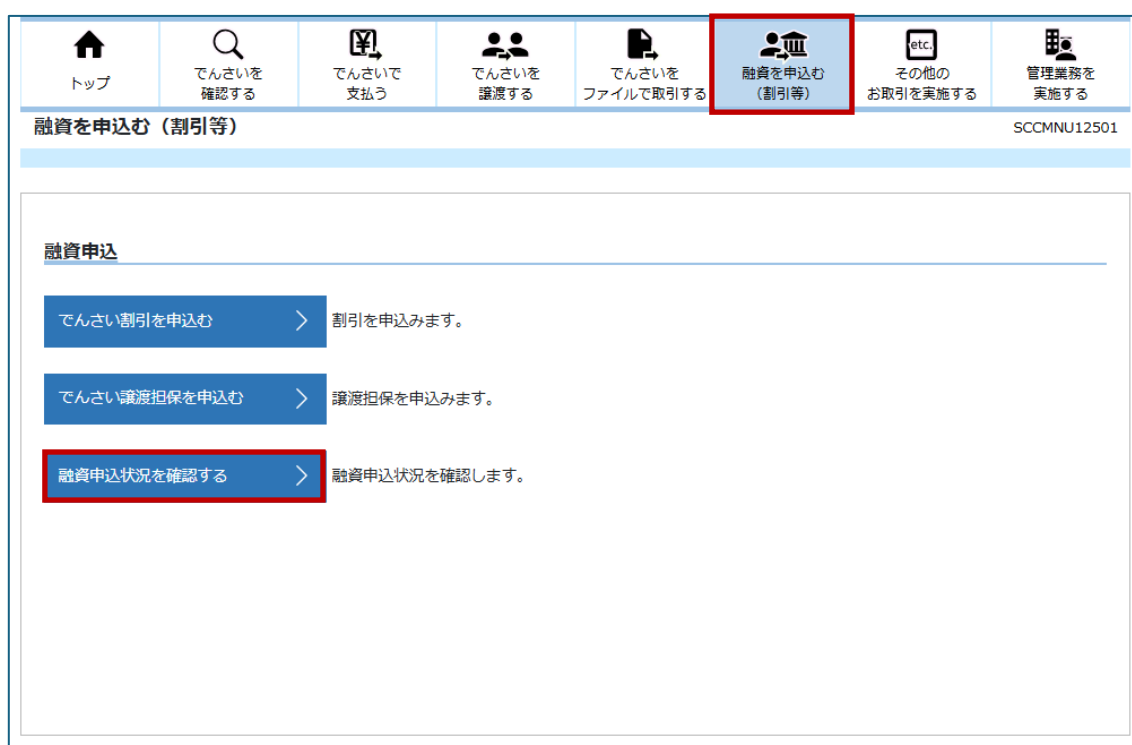 トップ
でんさいを
確認する
でんさいで
支払う
でんさいを
譲渡する
でんさいを
ファイルで取引する
融資を申込む
(割引等)
etc.
その他の
お取引を実施する
管理業務を
実施する
融資を申込む（割引等）
SCCMNU12501
融資申込
でんさい割引を申込む
割引を申込みます。
でんさい譲渡担保を申込む
譲渡担保を申込みます。
融資申込状況を確認する
融資申込状況を確認します。